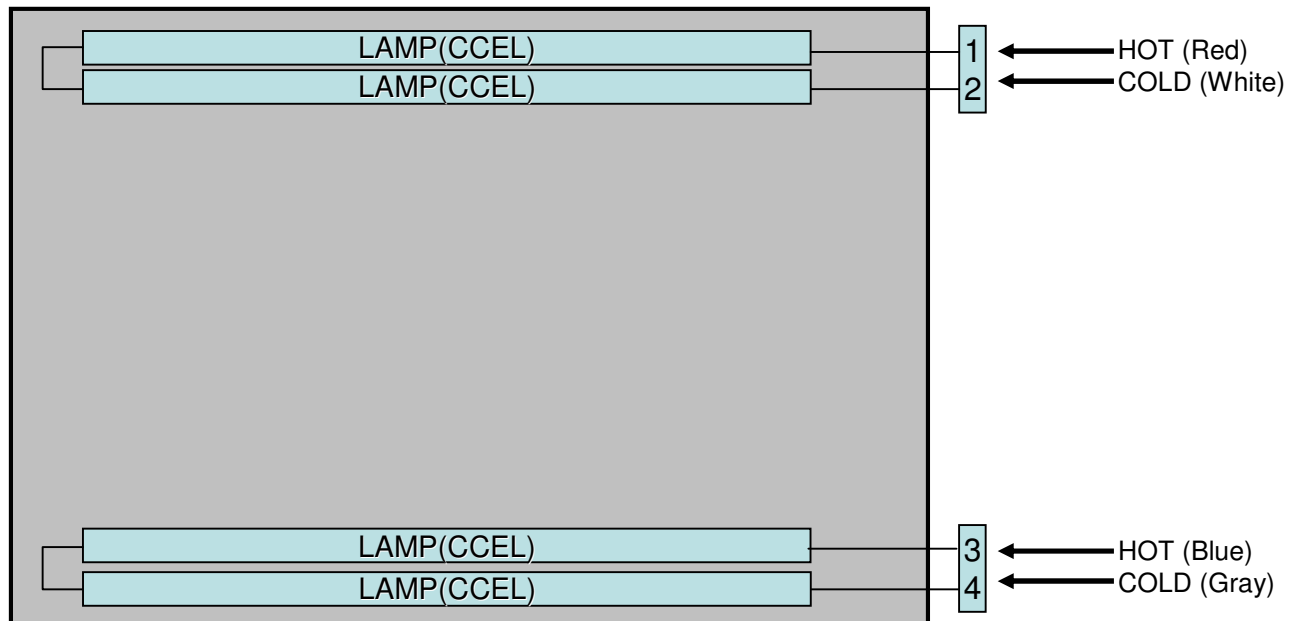 LAMP(CCEL) 1 HOT (Red)
LAMP(CCEL) 2 COLD (White)
LAMP(CCEL) 3 HOT (Blue)
LAMP(CCEL) 4 COLD (Gray)